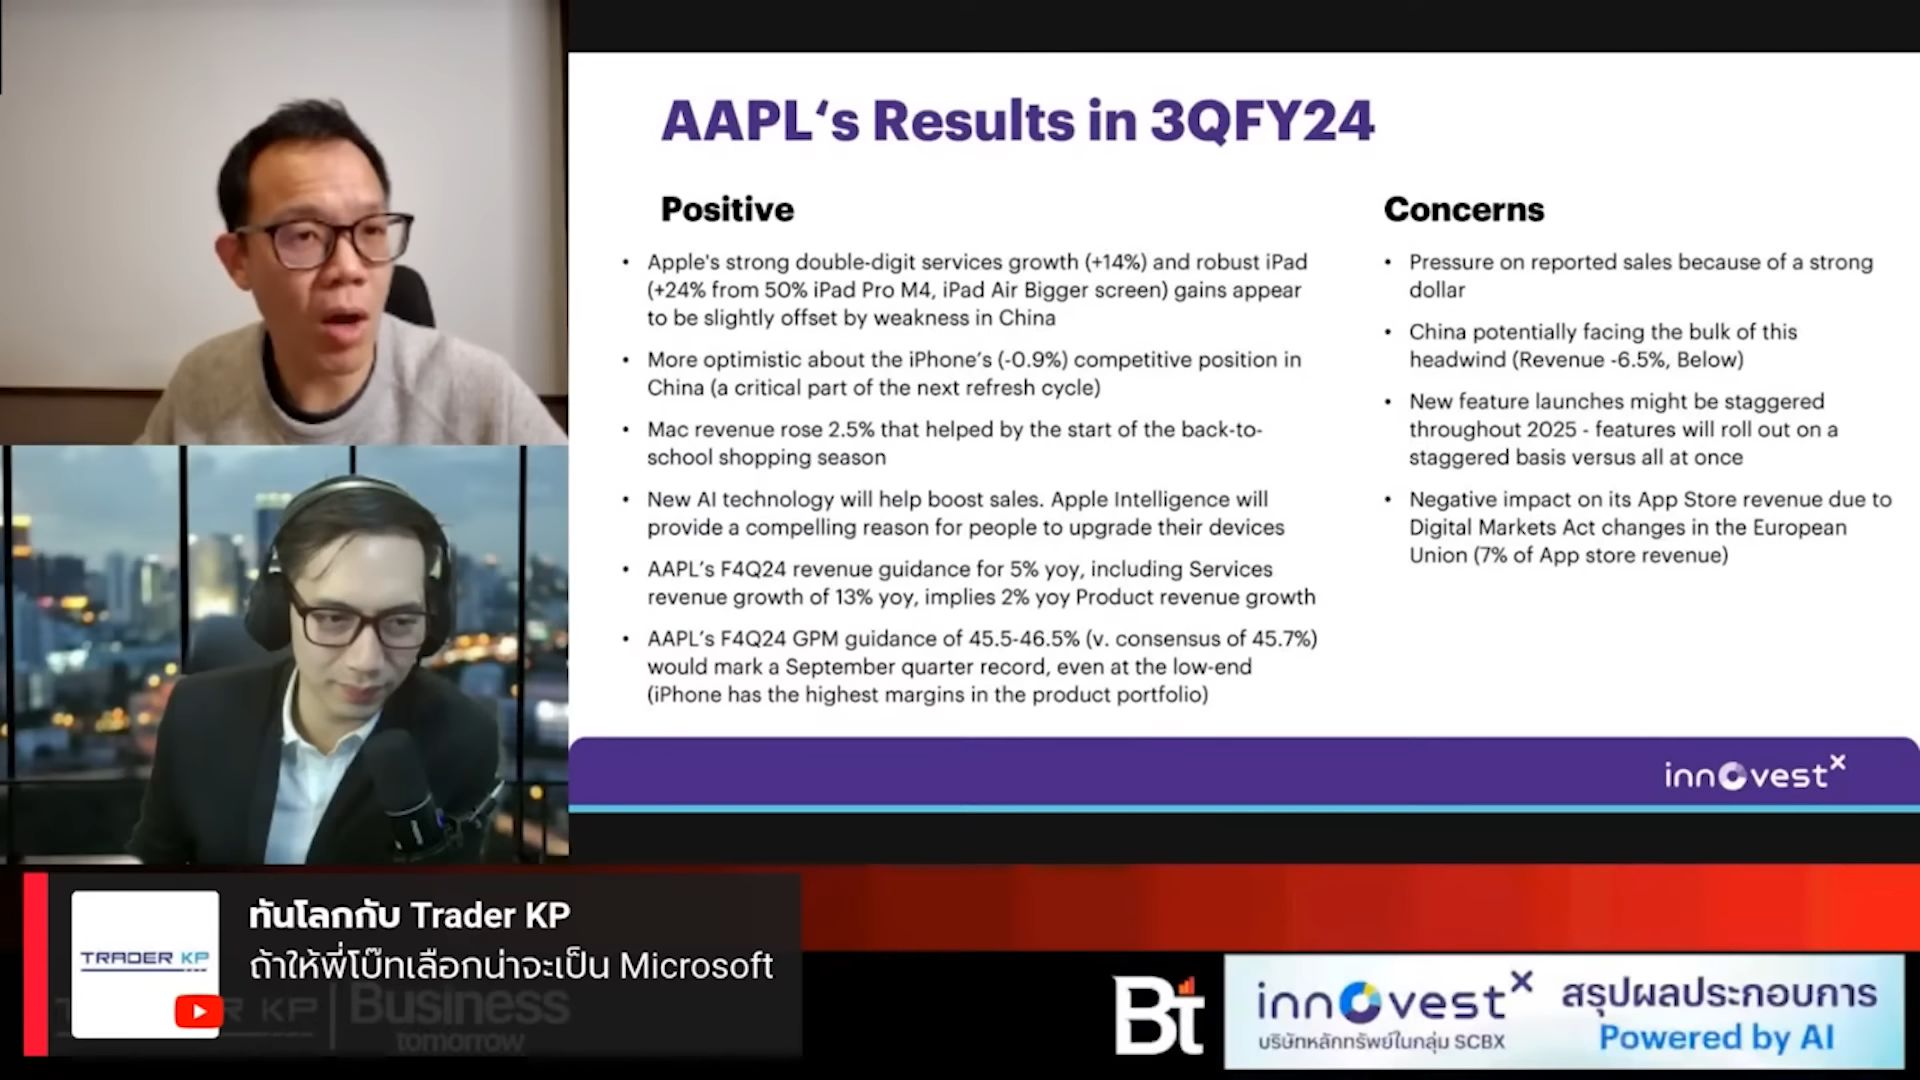 AAPL‘s Results in 3QFY24
Positive
• Apple's strong double-digit services growth (+14%) and robust iPad
(+24% from 50% iPad Pro M4, iPad Air Bigger screen) gains appear
to be slightly offset by weakness in China
• More optimistic about the iPhone’s (-0.9%) competitive position in
China (a critical part of the next refresh cycle)
• Mac revenue rose 2.5% that helped by the start of the back-to-
school shopping season
• New AI technology will help boost sales. Apple Intelligence will
provide a compelling reason for people to upgrade their devices
• AAPL’s F4Q24 revenue guidance for 5% yoy, including Services
revenue growth of 13% yoy, implies 2% yoy Product revenue growth
• AAPL’s F4Q24 GPM guidance of 45.5-46.5% (v. consensus of 45.7%)
would mark a September quarter record, even at the low-end
(iPhone has the highest margins in the product portfolio)
Concerns
• Pressure on reported sales because of a strong
dollar
• China potentially facing the bulk of this
headwind (Revenue -6.5%, Below)
• New feature launches might be staggered
throughout 2025 - features will roll out on a
staggered basis versus all at once
• Negative impact on its App Store revenue due to
Digital Markets Act changes in the European
Union (7% of App store revenue)
innovestx
ทันโลกกับ Trader KP
ถ้าให้พี่โบ๊ทเลือกน่าจะเป็น Microsoft
TRADER KP
KP | Business
tomorrow
Bt
innovestx
บริษัทหลักทรัพย์ในกลุ่ม SCBX
สรุปผลประกอบการ
Powered by AI